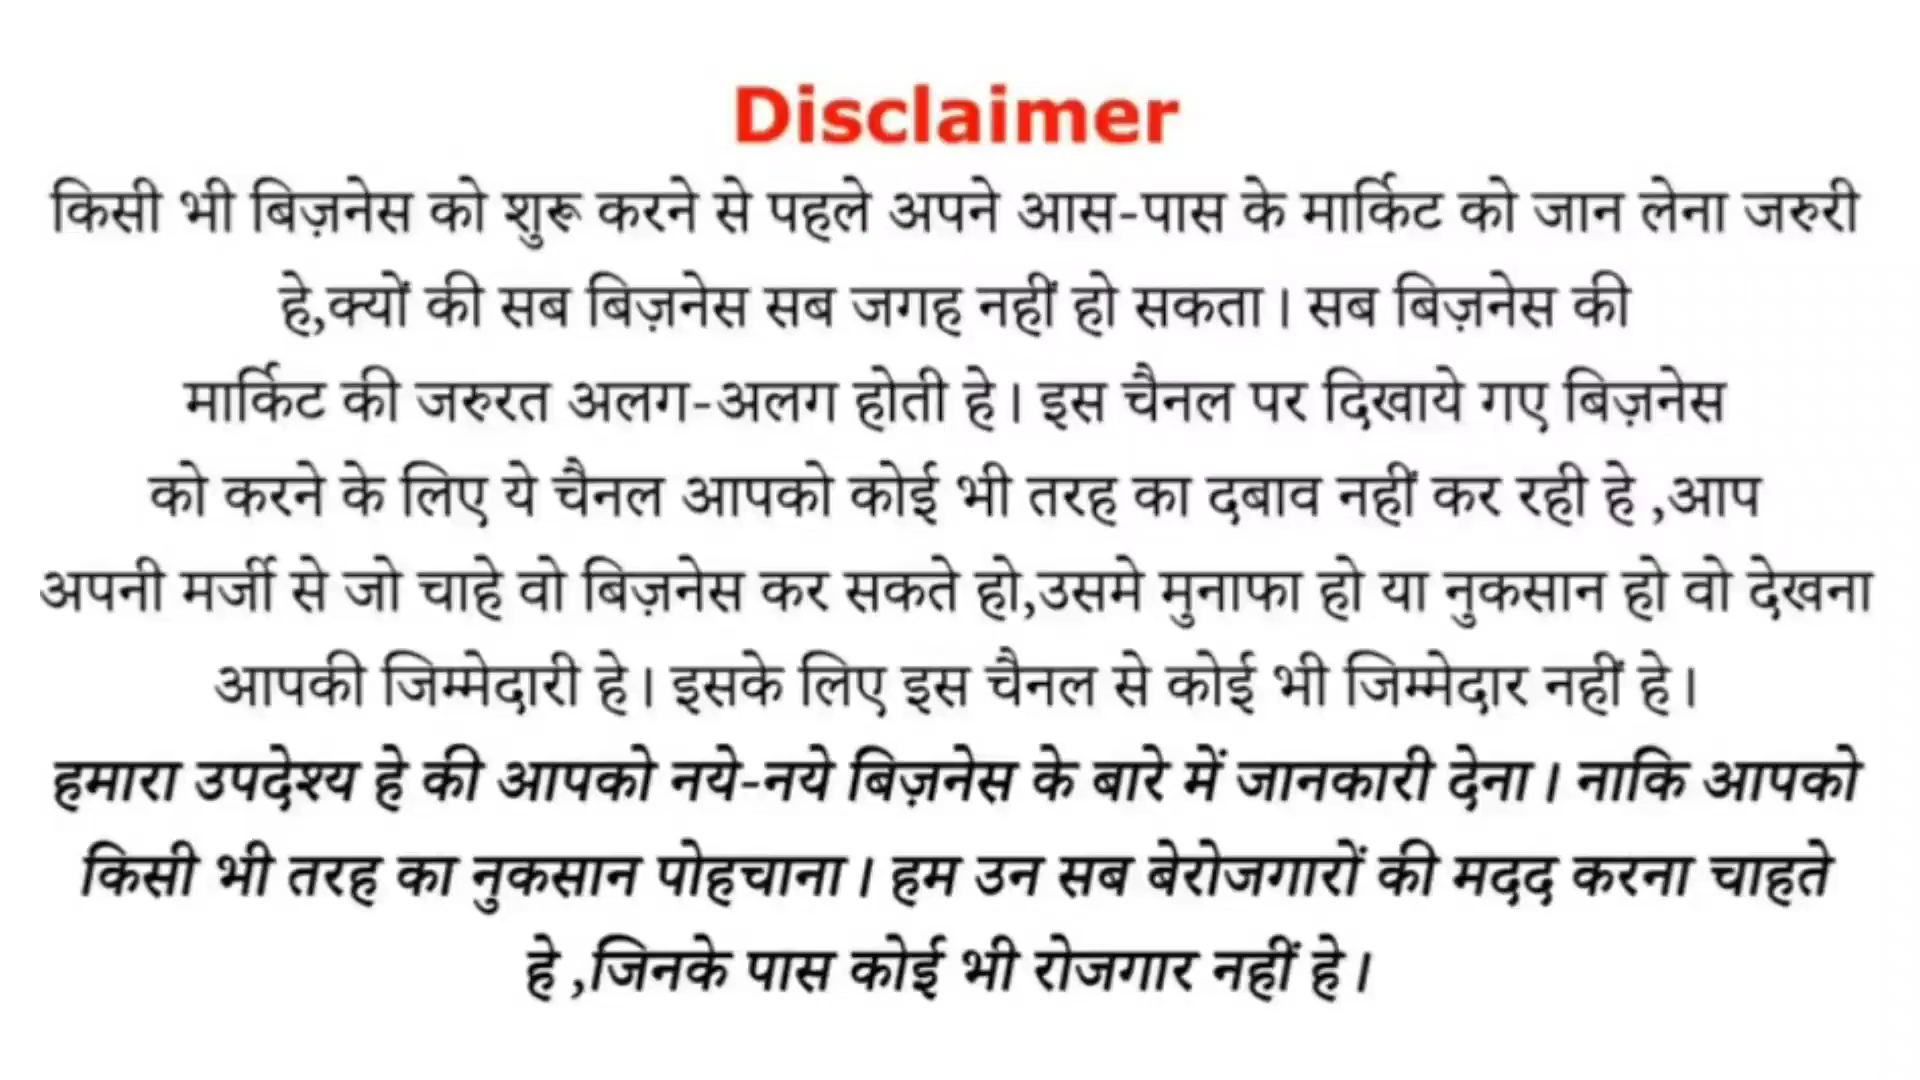 Disclaimer
किसी भी बिज़नेस को शुरू करने से पहले अपने आस-पास के मार्किट को जान लेना जरुरी
हे,क्यों की सब बिज़नेस सब जगह नहीं हो सकता। सब बिज़नेस की
मार्किट की जरुरत अलग-अलग होती हे। इस चैनल पर दिखाये गए बिज़नेस
को करने के लिए ये चैनल आपको कोई भी तरह का दबाव नहीं कर रही हे ,आप
अपनी मर्जी से जो चाहे वो बिज़नेस कर सकते हो,उसमे मुनाफा हो या नुकसान हो वो देखना
आपकी जिम्मेदारी हे। इसके लिए इस चैनल से कोई भी जिम्मेदार नहीं हे।
हमारा उपदेश्य हे की आपको नये-नये बिज़नेस के बारे में जानकारी देना। नाकि आपको
किसी भी तरह का नुकसान पोहचाना। हम उन सब बेरोजगारों की मदद करना चाहते
हे ,जिनके पास कोई भी रोजगार नहीं हे।